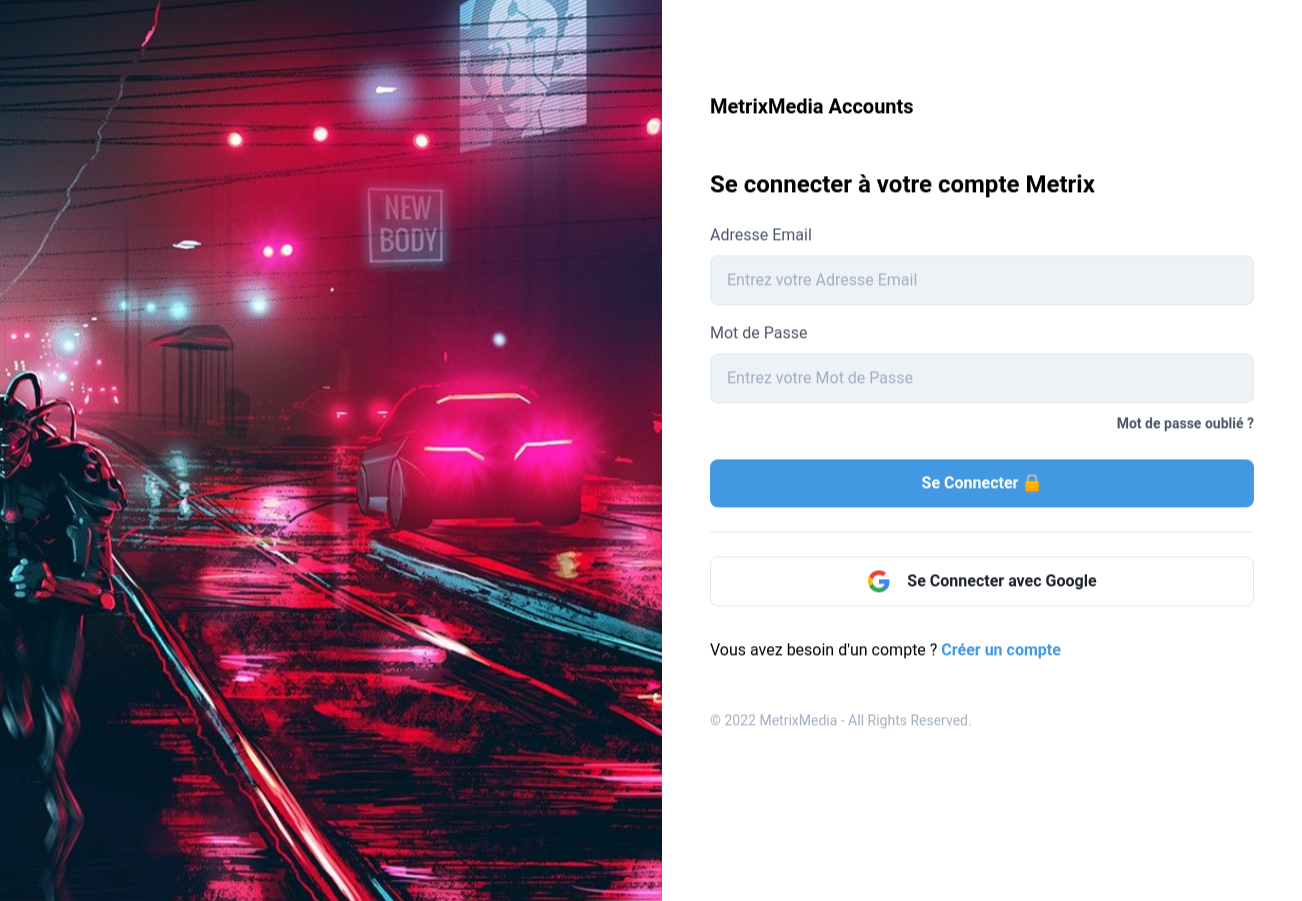 NEW
BODY
MetrixMedia Accounts
Se connecter à votre compte Metrix
Adresse Email
Entrez votre Adresse Email
Mot de Passe
Entrez votre Mot de Passe
Mot de passe oublié ?
Se Connecter 🔒
Se Connecter avec Google
Vous avez besoin d'un compte ? Créer un compte
© 2022 MetrixMedia - All Rights Reserved.